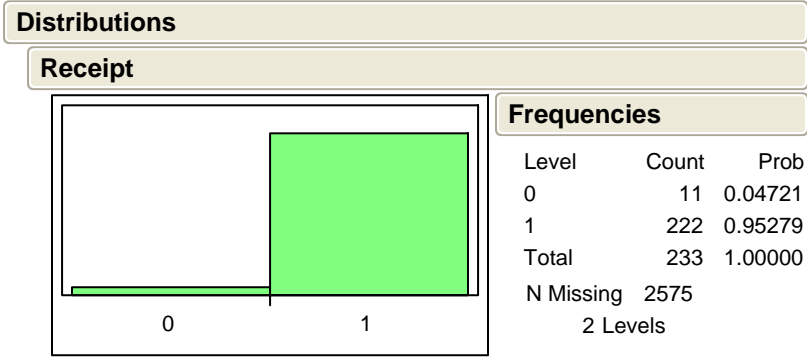 Distributions
Receipt
0 1
Frequencies
Level Count Prob
0 11 0.04721
1 222 0.95279
Total 233 1.00000
N Missing 2575
2 Levels